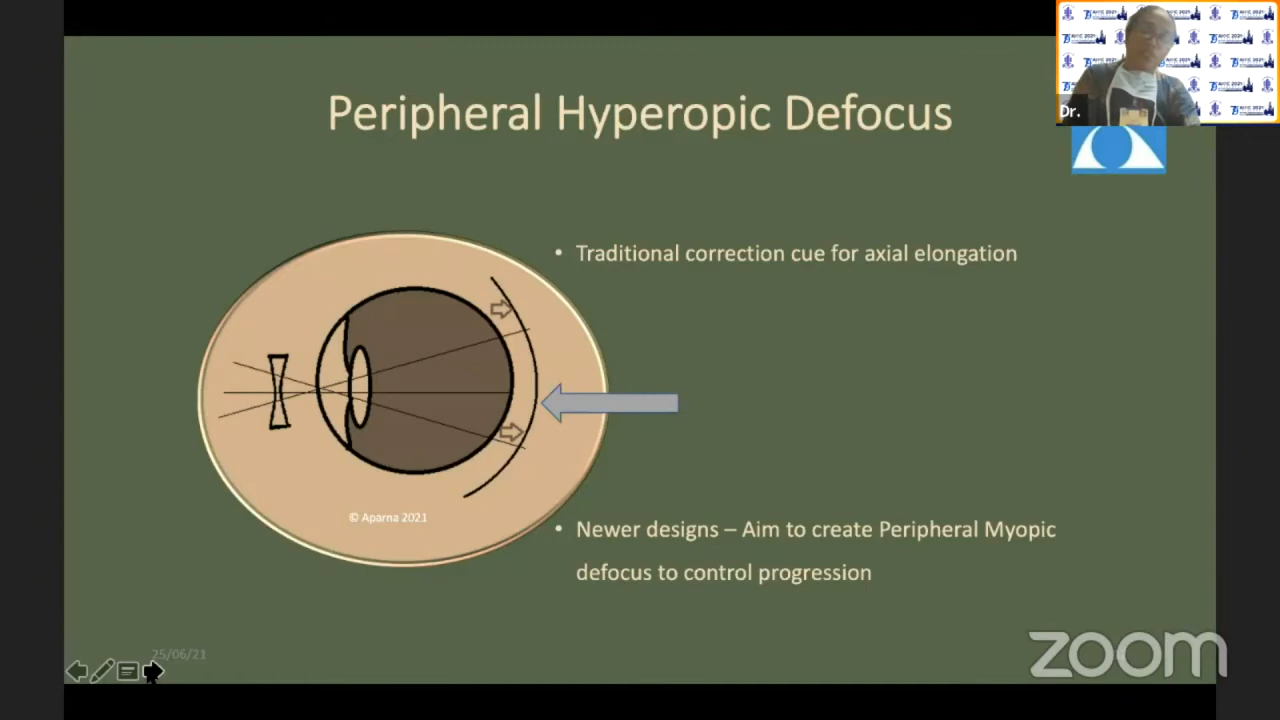 Peripheral Hyperopic Defocus
Dr.
• Traditional correction cue for axial elongation
© Aparna 2021
• Newer designs – Aim to create Peripheral Myopic
defocus to control progression
25/06/21
zoom